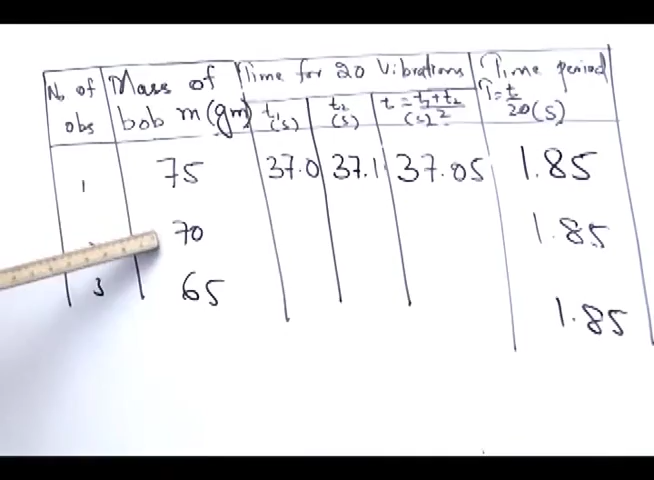 No of obs
Mass of bob m (gm)
Time for 20 Vibrations
t₁ (s)
t₂ (s)
t = t₁+t₂/2 (s)
Time period T = t/20 (s)
1 75 37.0 37.1 37.05 1.85
70 1.85
3 65 1.85